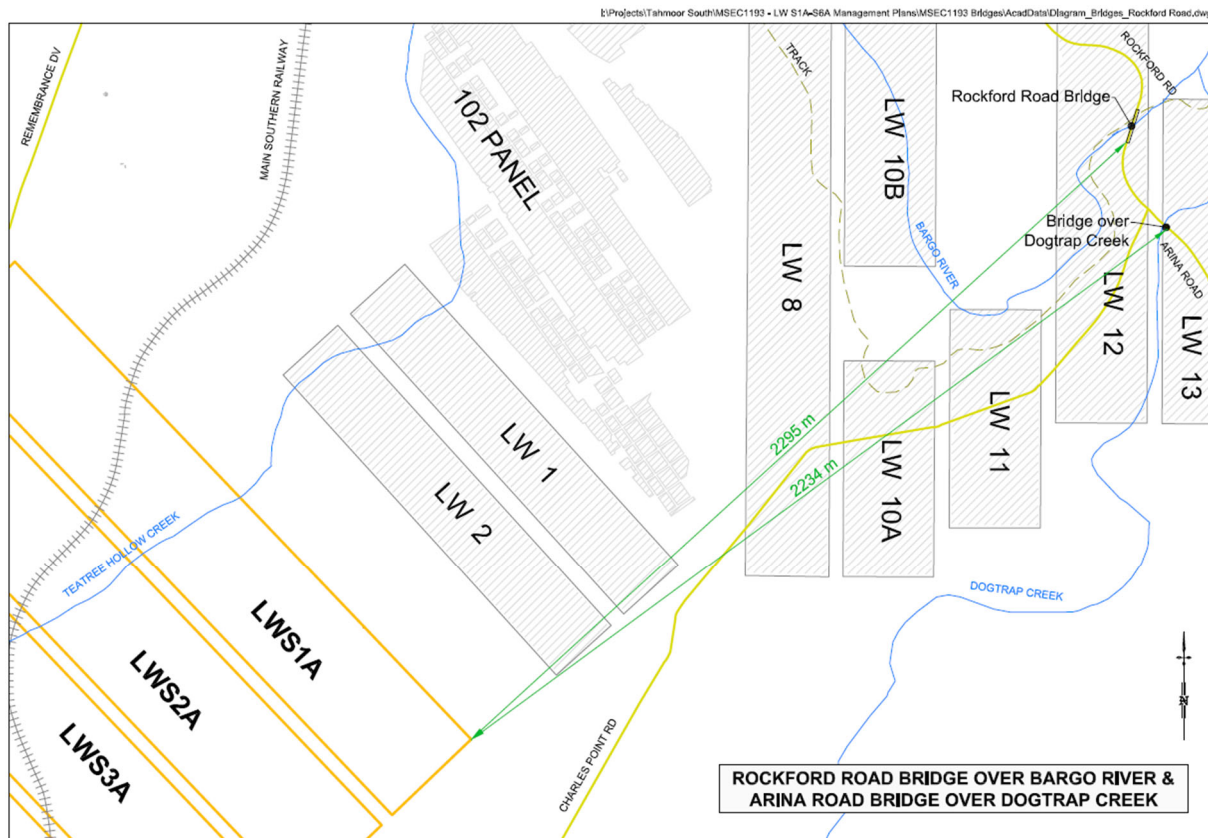 I:\Projects\Tahmoor South\MSEC1193 - LW S1A-S6A Management Plans\MSEC1193 Bridges\AcadData\Diagram_Bridges_Rockford Road.dwg
REMEMBRANCE DV
MAIN SOUTHERN RAILWAY
102 PANEL
TRACK
LW 10B
ROCKFORD RD
Rockford Road Bridge
BARGO RIVER
Bridge over
Dogtrap Creek
ARINA ROAD
LW 8
LW 12
LW 13
LW 1
LW 2
2295 m
2234 m
LW 10A
LW 11
TEATREE HOLLOW CREEK
DOGTRAP CREEK
LWS1A
LWS2A
LWS3A
CHARLES POINT RD
N
ROCKFORD ROAD BRIDGE OVER BARGO RIVER &
ARINA ROAD BRIDGE OVER DOGTRAP CREEK